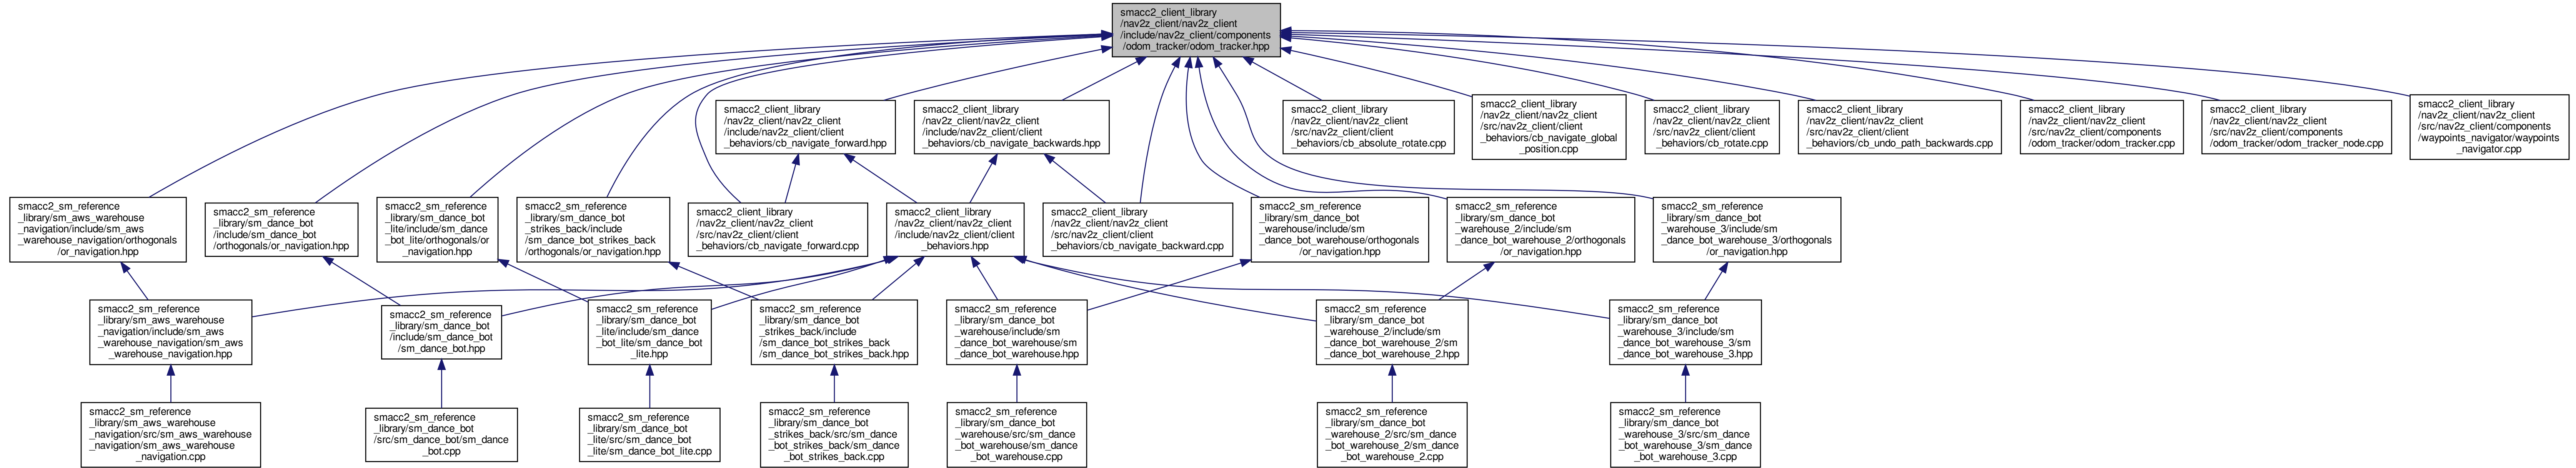 smacc2_client_library
/nav2z_client/nav2z_client
/include/nav2z_client/components
/odom_tracker/odom_tracker.hpp
smacc2_client_library
/nav2z_client/nav2z_client
/include/nav2z_client/client
_behaviors/cb_navigate_forward.hpp
smacc2_client_library
/nav2z_client/nav2z_client
/include/nav2z_client/client
_behaviors/cb_navigate_backwards.hpp
smacc2_client_library
/nav2z_client/nav2z_client
/src/nav2z_client/client
_behaviors/cb_absolute_rotate.cpp
smacc2_client_library
/nav2z_client/nav2z_client
/src/nav2z_client/client
_behaviors/cb_navigate_global
_position.cpp
smacc2_client_library
/nav2z_client/nav2z_client
/src/nav2z_client/client
_behaviors/cb_rotate.cpp
smacc2_client_library
/nav2z_client/nav2z_client
/src/nav2z_client/client
_behaviors/cb_undo_path_backwards.cpp
smacc2_client_library
/nav2z_client/nav2z_client
/src/nav2z_client/components
/odom_tracker/odom_tracker.cpp
smacc2_client_library
/nav2z_client/nav2z_client
/src/nav2z_client/components
/odom_tracker/odom_tracker_node.cpp
smacc2_client_library
/nav2z_client/nav2z_client
/src/nav2z_client/components
/waypoints_navigator/waypoints
_navigator.cpp
smacc2_sm_reference
_library/sm_aws_warehouse
_navigation/include/sm_aws
_warehouse_navigation/orthogonals
/or_navigation.hpp
smacc2_sm_reference
_library/sm_dance_bot
/include/sm_dance_bot
/orthogonals/or_navigation.hpp
smacc2_sm_reference
_library/sm_dance_bot
_lite/include/sm_dance
_bot_lite/orthogonals/or
_navigation.hpp
smacc2_sm_reference
_library/sm_dance_bot
_strikes_back/include
/sm_dance_bot_strikes_back
/orthogonals/or_navigation.hpp
smacc2_client_library
/nav2z_client/nav2z_client
/src/nav2z_client/client
_behaviors/cb_navigate_forward.cpp
smacc2_client_library
/nav2z_client/nav2z_client
/include/nav2z_client/client
_behaviors.hpp
smacc2_client_library
/nav2z_client/nav2z_client
/src/nav2z_client/client
_behaviors/cb_navigate_backward.cpp
smacc2_sm_reference
_library/sm_dance_bot
_warehouse/include/sm
_dance_bot_warehouse/orthogonals
/or_navigation.hpp
smacc2_sm_reference
_library/sm_dance_bot
_warehouse_2/include/sm
_dance_bot_warehouse_2/orthogonals
/or_navigation.hpp
smacc2_sm_reference
_library/sm_dance_bot
_warehouse_3/include/sm
_dance_bot_warehouse_3/orthogonals
/or_navigation.hpp
smacc2_sm_reference
_library/sm_aws_warehouse
_navigation/include/sm_aws
_warehouse_navigation/sm_aws
_warehouse_navigation.hpp
smacc2_sm_reference
_library/sm_dance_bot
/include/sm_dance_bot
/sm_dance_bot.hpp
smacc2_sm_reference
_library/sm_dance_bot
_lite/include/sm_dance
_bot_lite/sm_dance_bot
_lite.hpp
smacc2_sm_reference
_library/sm_dance_bot
_strikes_back/include
/sm_dance_bot_strikes_back
/sm_dance_bot_strikes_back.hpp
smacc2_sm_reference
_library/sm_dance_bot
_warehouse/include/sm
_dance_bot_warehouse/sm
_dance_bot_warehouse.hpp
smacc2_sm_reference
_library/sm_dance_bot
_warehouse_2/include/sm
_dance_bot_warehouse_2/sm
_dance_bot_warehouse_2.hpp
smacc2_sm_reference
_library/sm_dance_bot
_warehouse_3/include/sm
_dance_bot_warehouse_3/sm
_dance_bot_warehouse_3.hpp
smacc2_sm_reference
_library/sm_aws_warehouse
_navigation/src/sm_aws_warehouse
_navigation/sm_aws_warehouse
_navigation.cpp
smacc2_sm_reference
_library/sm_dance_bot
/src/sm_dance_bot/sm_dance
_bot.cpp
smacc2_sm_reference
_library/sm_dance_bot
_lite/src/sm_dance_bot
_lite/sm_dance_bot_lite.cpp
smacc2_sm_reference
_library/sm_dance_bot
_strikes_back/src/sm_dance
_bot_strikes_back/sm_dance
_bot_strikes_back.cpp
smacc2_sm_reference
_library/sm_dance_bot
_warehouse/src/sm_dance
_bot_warehouse/sm_dance
_bot_warehouse.cpp
smacc2_sm_reference
_library/sm_dance_bot
_warehouse_2/src/sm_dance
_bot_warehouse_2/sm_dance
_bot_warehouse_2.cpp
smacc2_sm_reference
_library/sm_dance_bot
_warehouse_3/src/sm_dance
_bot_warehouse_3/sm_dance
_bot_warehouse_3.cpp